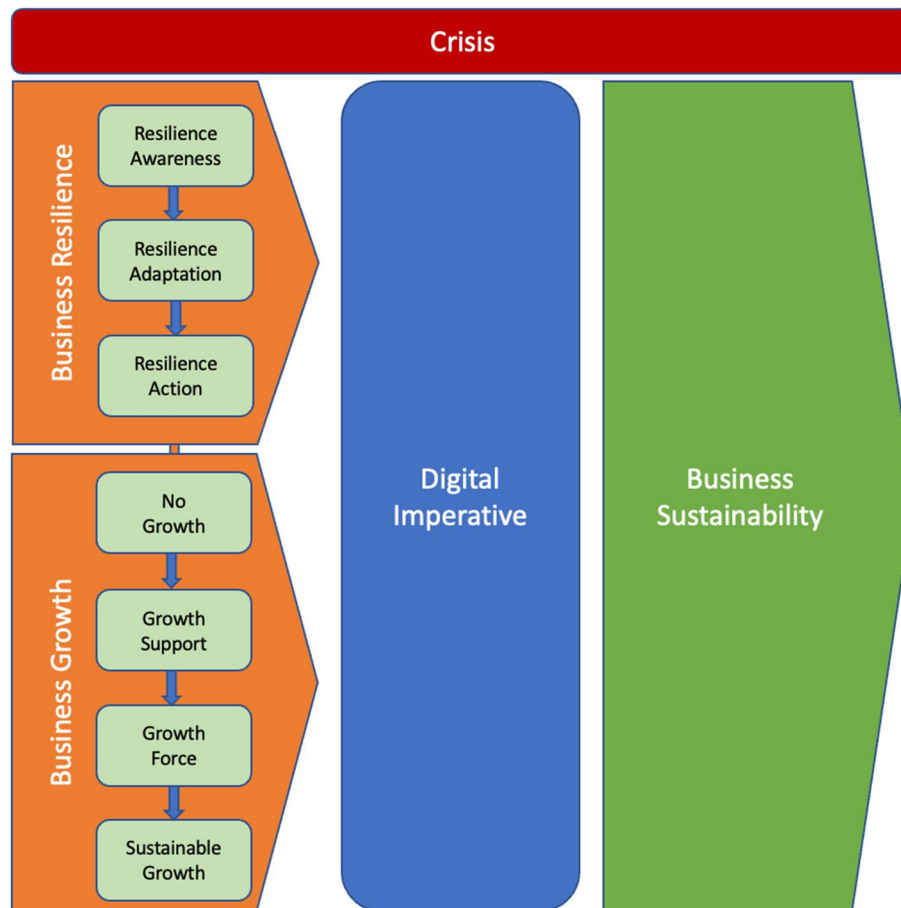 Crisis
Business Resilience
Resilience
Awareness
Resilience
Adaptation
Resilience
Action
Business Growth
No
Growth
Growth
Support
Growth
Force
Sustainable
Growth
Digital
Imperative
Business
Sustainability